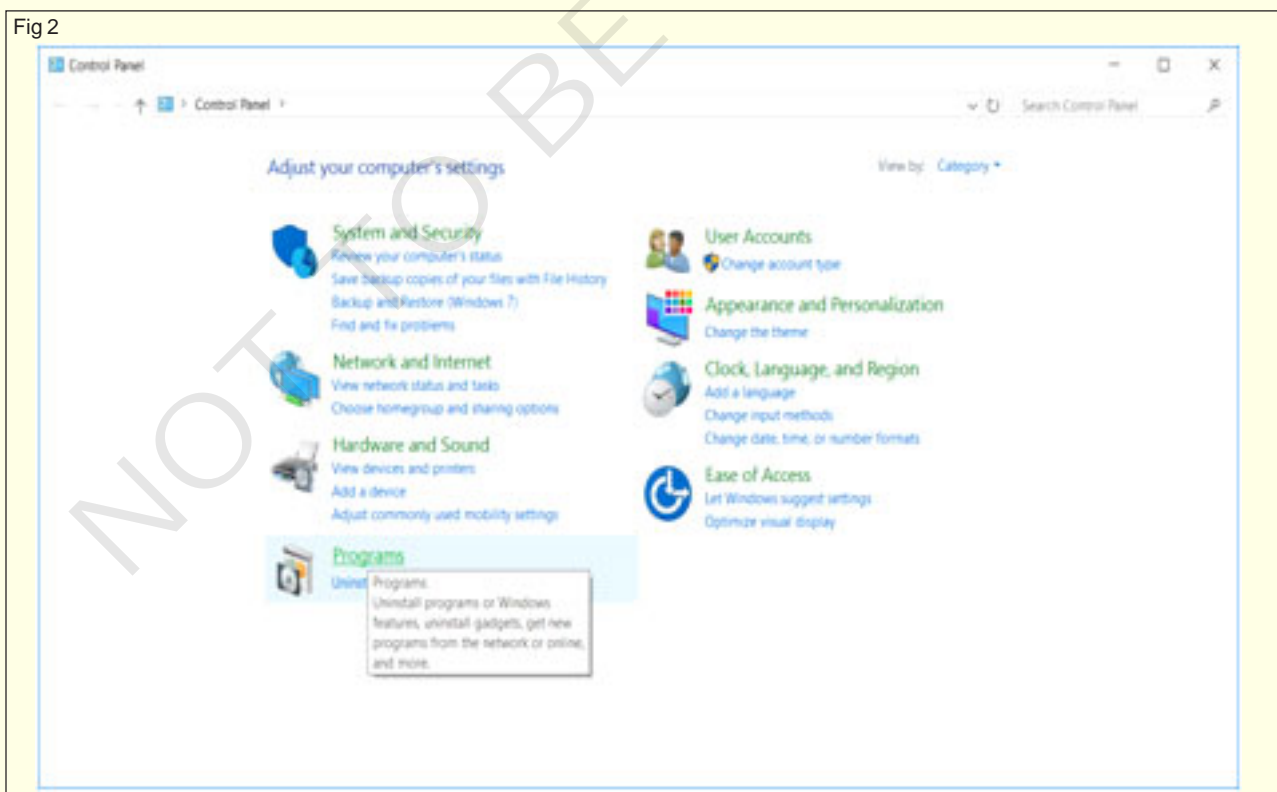 Fig 2
Control Panel
Control Panel
Search Control Panel
Adjust your computer's settings
View by: Category
System and Security
Review your computer's status
Save backup copies of your files with File History
Backup and Restore (Windows 7)
Find and fix problems
Network and Internet
View network status and tasks
Choose homegroup and sharing options
Hardware and Sound
View devices and printers
Add a device
Adjust commonly used mobility settings
Programs
Programs
Uninstall programs or Windows
features, uninstall gadgets, get new
programs from the network or online,
and more.
User Accounts
Change account type
Appearance and Personalization
Change the theme
Clock, Language, and Region
Add a language
Change input methods
Change date, time, or number formats
Ease of Access
Let Windows suggest settings
Optimize visual display
NOT TO BE